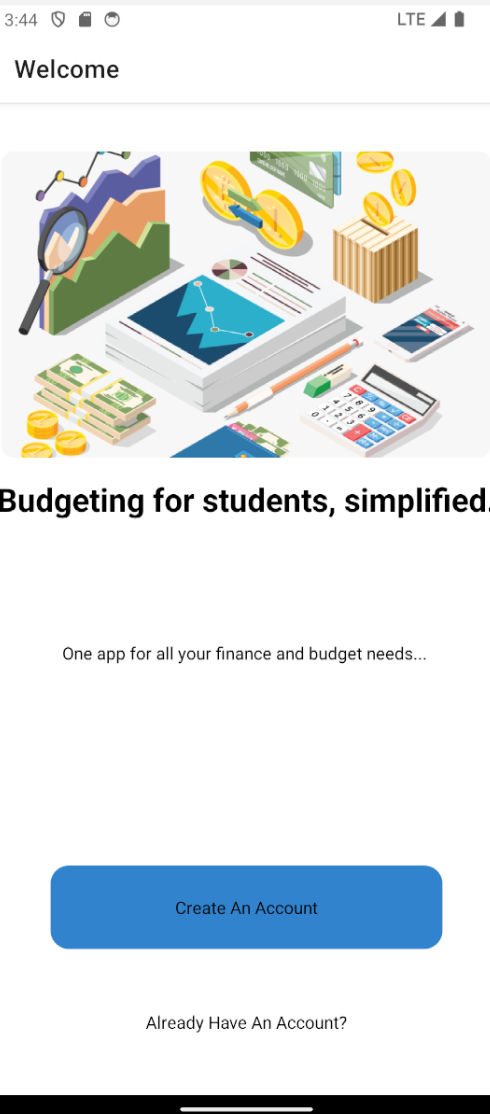 3:44
LTE
Welcome
Budgeting for students, simplified.
One app for all your finance and budget needs...
Create An Account
Already Have An Account?